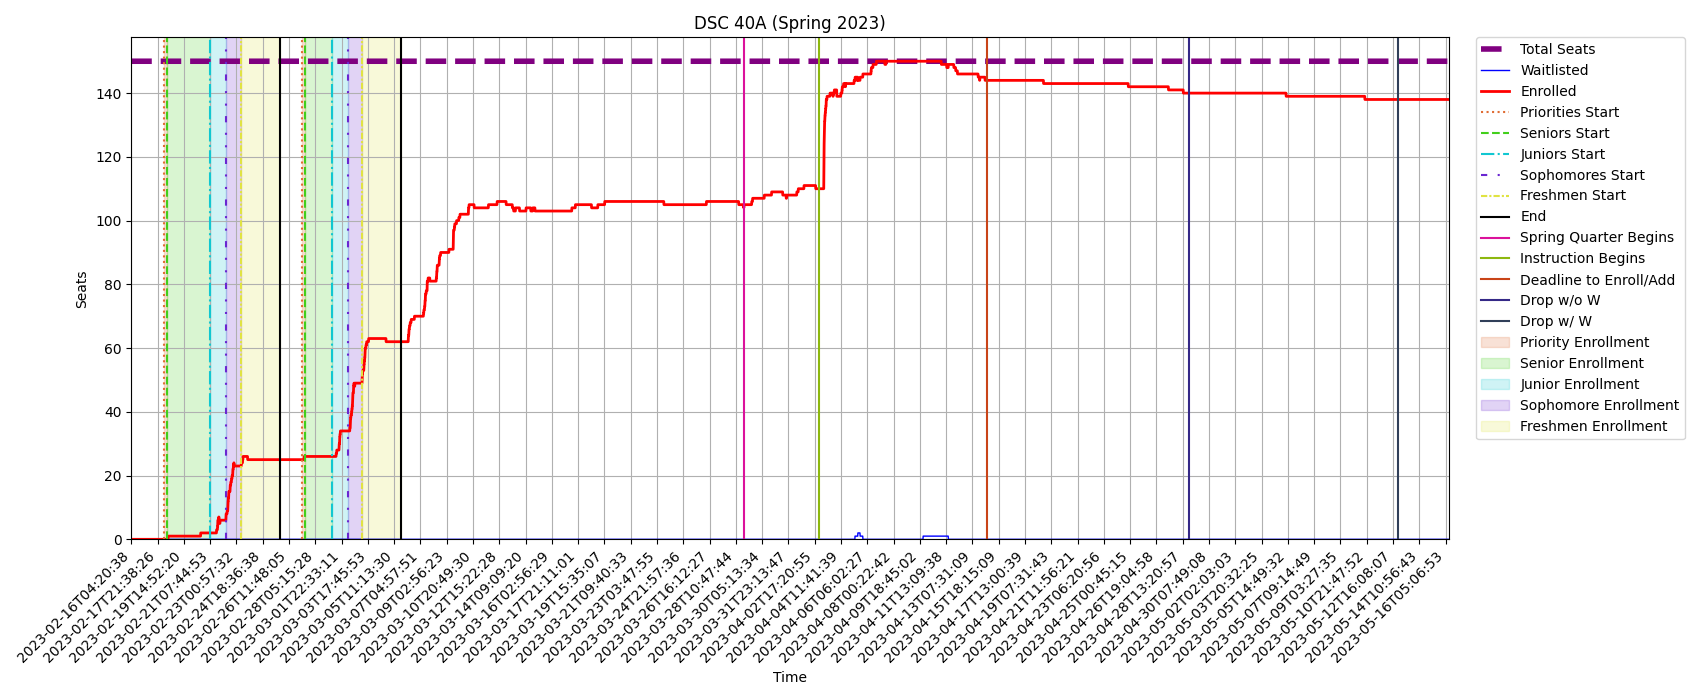 DSC 40A (Spring 2023)
Seats
140
120
100
80
60
40
20
0
2023-02-16T04:20:38
2023-02-17T21:38:26
2023-02-19T14:52:20
2023-02-21T07:44:53
2023-02-23T00:57:32
2023-02-24T18:36:38
2023-02-26T11:48:05
2023-02-28T05:15:28
2023-03-01T22:33:11
2023-03-03T17:45:53
2023-03-05T11:13:30
2023-03-07T04:57:51
2023-03-09T02:56:23
2023-03-10T20:49:30
2023-03-12T15:22:28
2023-03-14T09:09:20
2023-03-16T02:56:29
2023-03-17T21:11:01
2023-03-19T15:35:07
2023-03-21T09:40:33
2023-03-23T03:47:55
2023-03-24T21:57:36
2023-03-26T16:12:27
2023-03-28T10:47:44
2023-03-30T05:13:34
2023-03-31T23:13:47
2023-04-02T17:20:55
2023-04-04T11:41:39
2023-04-06T06:02:27
2023-04-08T00:22:42
2023-04-09T18:45:02
2023-04-11T13:09:38
2023-04-13T07:31:09
2023-04-15T18:15:09
2023-04-17T13:00:39
2023-04-19T07:31:43
2023-04-21T11:56:21
2023-04-23T06:20:56
2023-04-25T00:45:15
2023-04-26T19:04:58
2023-04-28T13:20:57
2023-04-30T07:49:08
2023-05-02T02:03:03
2023-05-03T20:32:25
2023-05-05T14:49:32
2023-05-07T09:14:49
2023-05-09T03:27:35
2023-05-10T21:47:52
2023-05-12T16:08:07
2023-05-14T10:56:43
2023-05-16T05:06:53
Time
Total Seats
Waitlisted
Enrolled
Priorities Start
Seniors Start
Juniors Start
Sophomores Start
Freshmen Start
End
Spring Quarter Begins
Instruction Begins
Deadline to Enroll/Add
Drop w/o W
Drop w/ W
Priority Enrollment
Senior Enrollment
Junior Enrollment
Sophomore Enrollment
Freshmen Enrollment